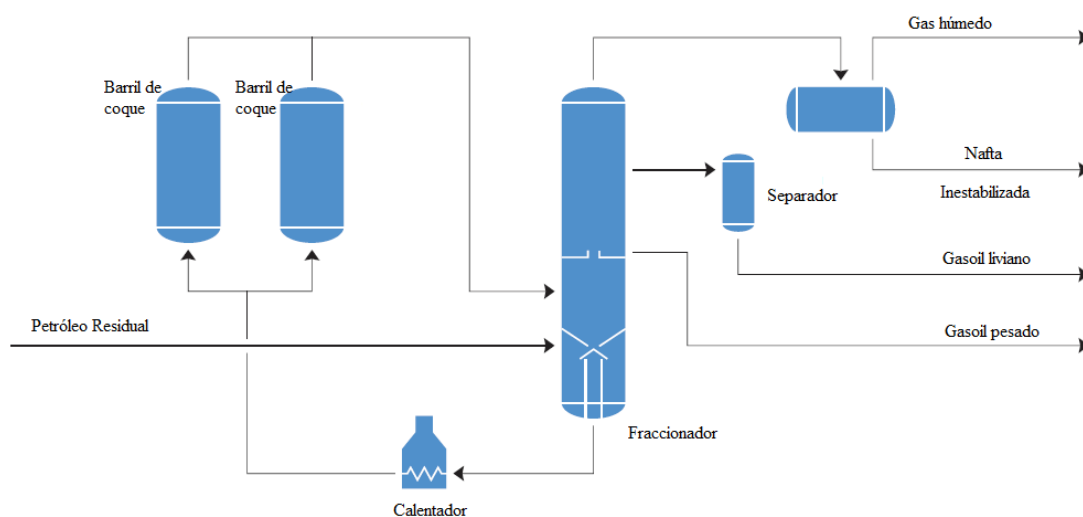 Gas húmedo
Barril de
coque
Barril de
coque
Nafta
Separador
Inestabilizada
Gasoil liviano
Petróleo Residual
Gasoil pesado
Fraccionador
Calentador